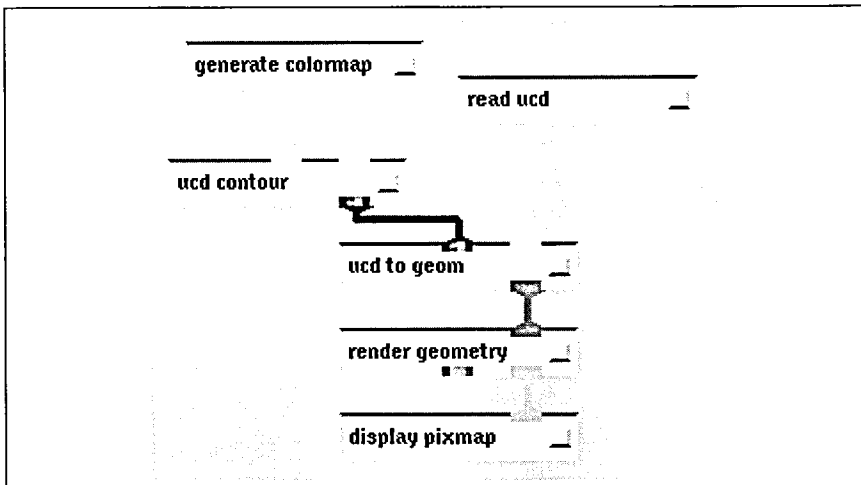 generate colormap
read ucd
ucd contour
ucd to geom
render geometry
display pixmap